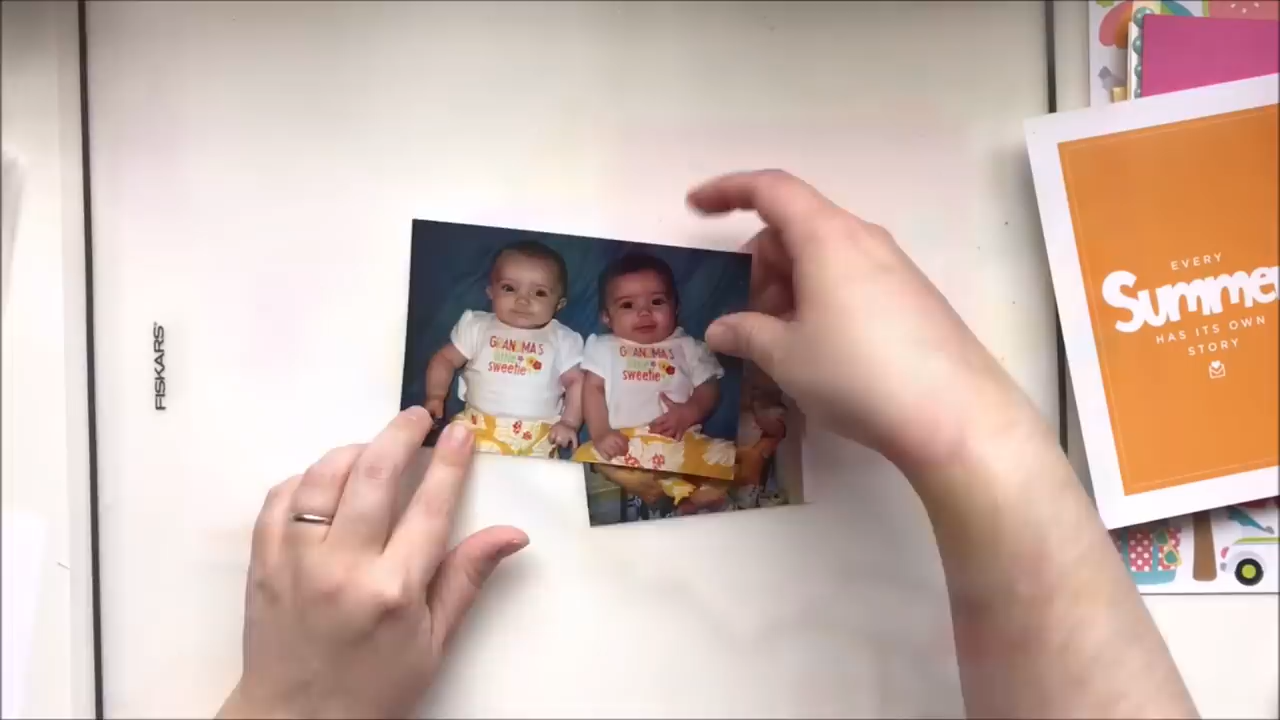 FISKARS
GRANDMA'S
little
sweetie
GRANDMA'S
little
sweetie
EVERY
Summer
HAS ITS OWN
STORY